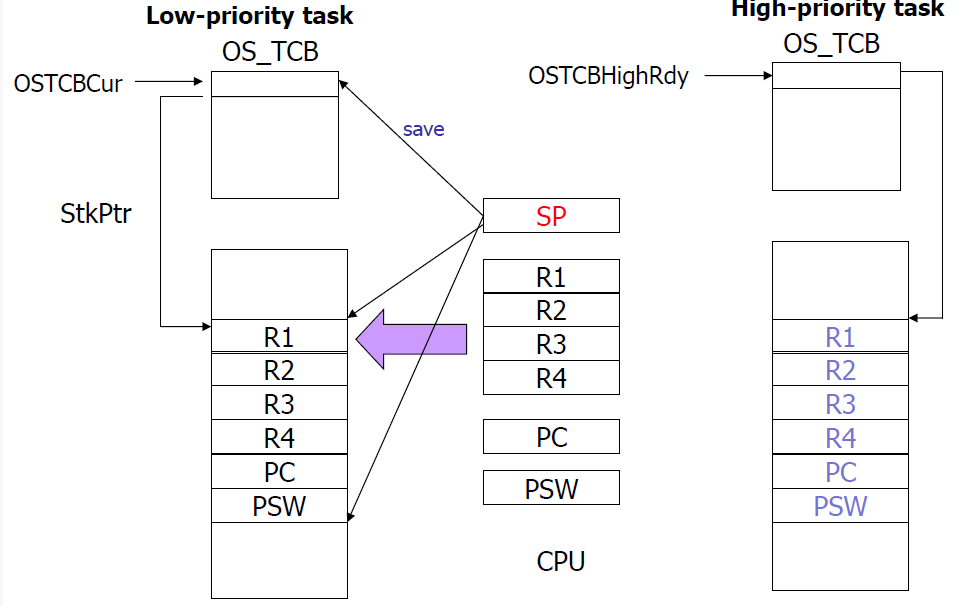 Low-priority task
High-priority task
OS_TCB
OS_TCB
OSTCBCur
OSTCBHighRdy
save
StkPtr
SP
R1
R2
R3
R4
PC
PSW
CPU
R1
R2
R3
R4
PC
PSW
R1
R2
R3
R4
PC
PSW